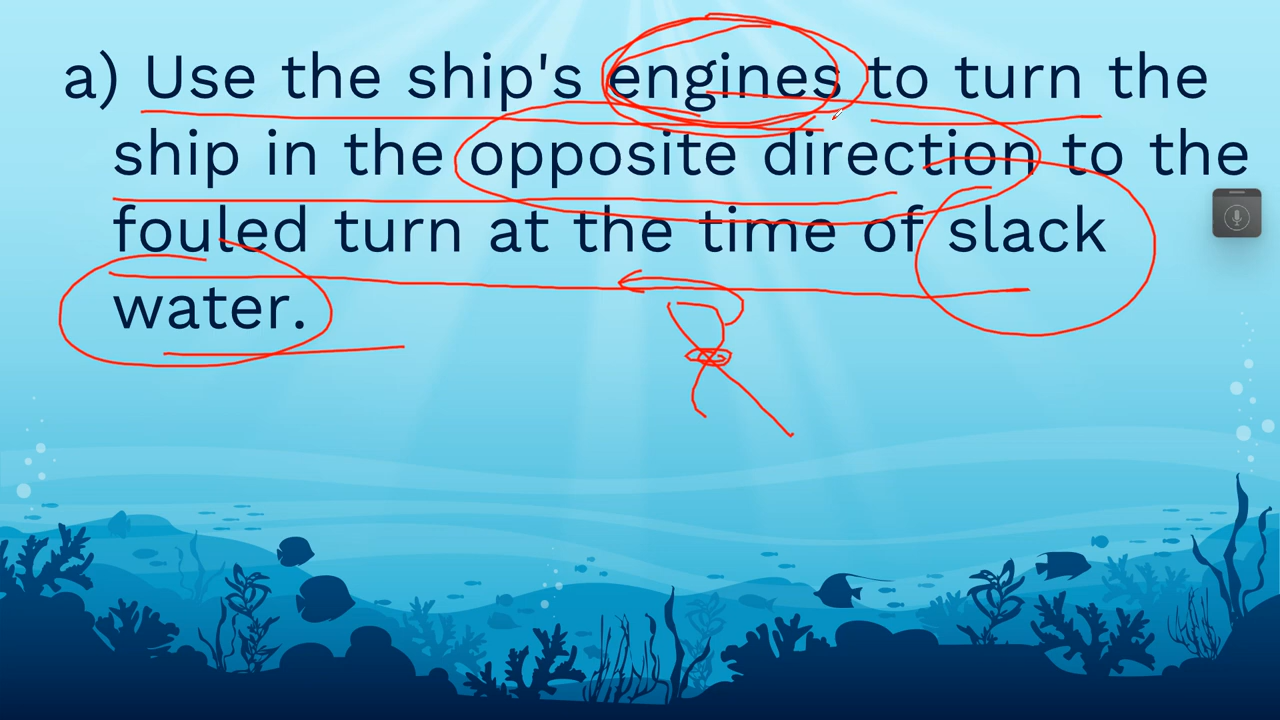 a) Use the ship's engines to turn the
ship in the opposite direction to the
fouled turn at the time of slack
water.